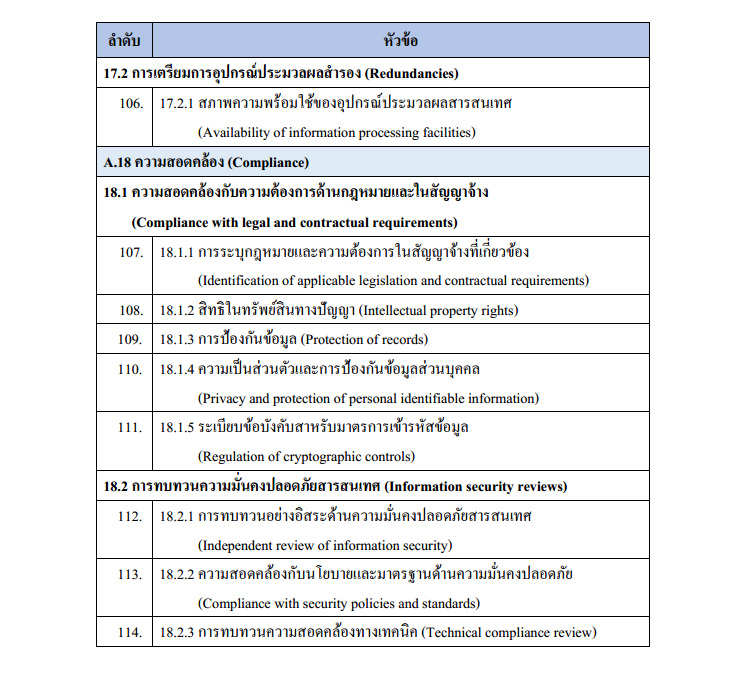 ลำดับ หัวข้อ
17.2 การเตรียมการอุปกรณ์ประมวลผลสำรอง (Redundancies)
106. 17.2.1 สภาพความพร้อมใช้ของอุปกรณ์ประมวลผลสารสนเทศ
(Availability of information processing facilities)
A.18 ความสอดคล้อง (Compliance)
18.1 ความสอดคล้องกับความต้องการด้านกฎหมายและในสัญญาจ้าง
(Compliance with legal and contractual requirements)
107. 18.1.1 การระบุกฎหมายและความต้องการในสัญญาจ้างที่เกี่ยวข้อง
(Identification of applicable legislation and contractual requirements)
108. 18.1.2 สิทธิในทรัพย์สินทางปัญญา (Intellectual property rights)
109. 18.1.3 การป้องกันข้อมูล (Protection of records)
110. 18.1.4 ความเป็นส่วนตัวและการป้องกันข้อมูลส่วนบุคคล
(Privacy and protection of personal identifiable information)
111. 18.1.5 ระเบียบข้อบังคับสาหรับมาตรการเข้ารหัสข้อมูล
(Regulation of cryptographic controls)
18.2 การทบทวนความมั่นคงปลอดภัยสารสนเทศ (Information security reviews)
112. 18.2.1 การทบทวนอย่างอิสระด้านความมั่นคงปลอดภัยสารสนเทศ
(Independent review of information security)
113. 18.2.2 ความสอดคล้องกับนโยบายและมาตรฐานด้านความมั่นคงปลอดภัย
(Compliance with security policies and standards)
114. 18.2.3 การทบทวนความสอดคล้องทางเทคนิค (Technical compliance review)